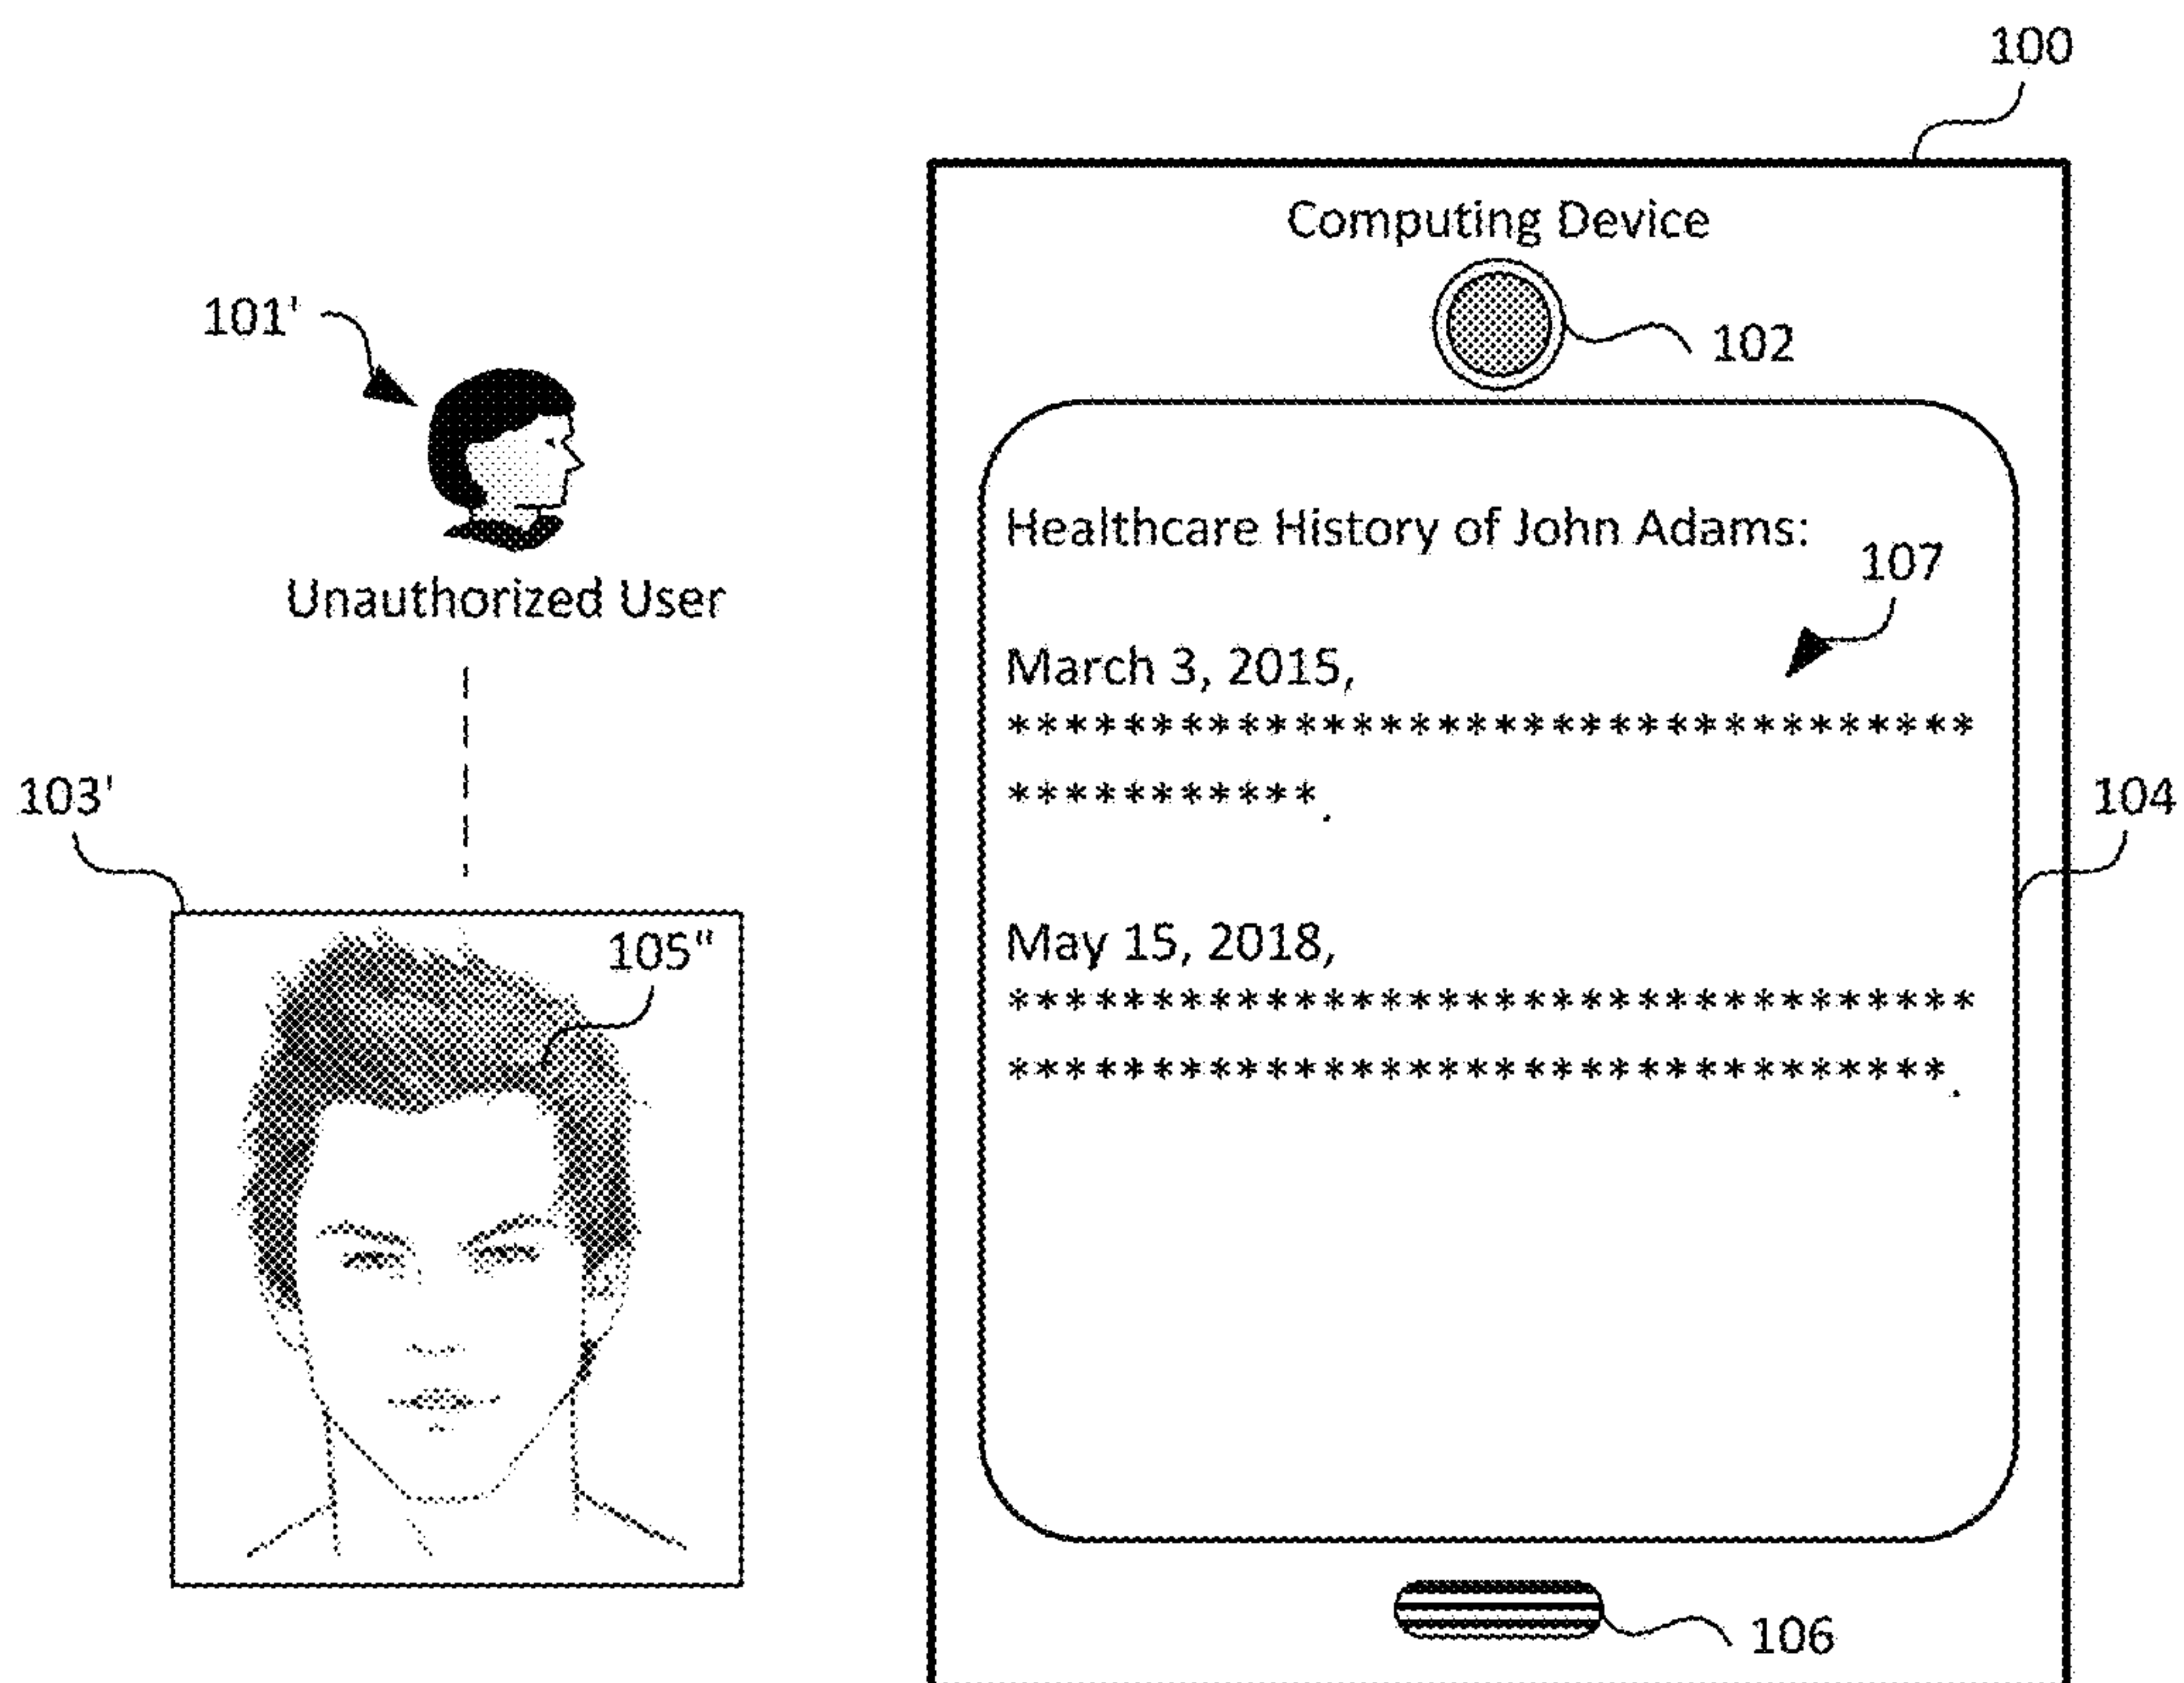 100
Computing Device
101'
102
Unauthorized User
Healthcare History of John Adams:
107
March 3, 2015,
**********************************
***********.
103'
104
105"
May 15, 2018,
**********************************
*********************************.
106